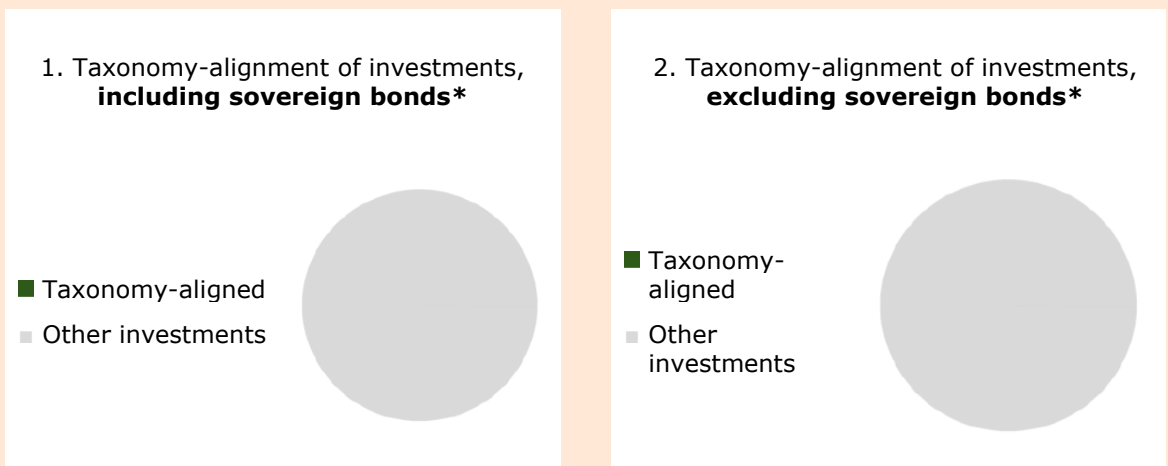 1. Taxonomy-alignment of investments,
including sovereign bonds*
Taxonomy-aligned
Other investments
2. Taxonomy-alignment of investments,
excluding sovereign bonds*
Taxonomy-
aligned
Other
investments